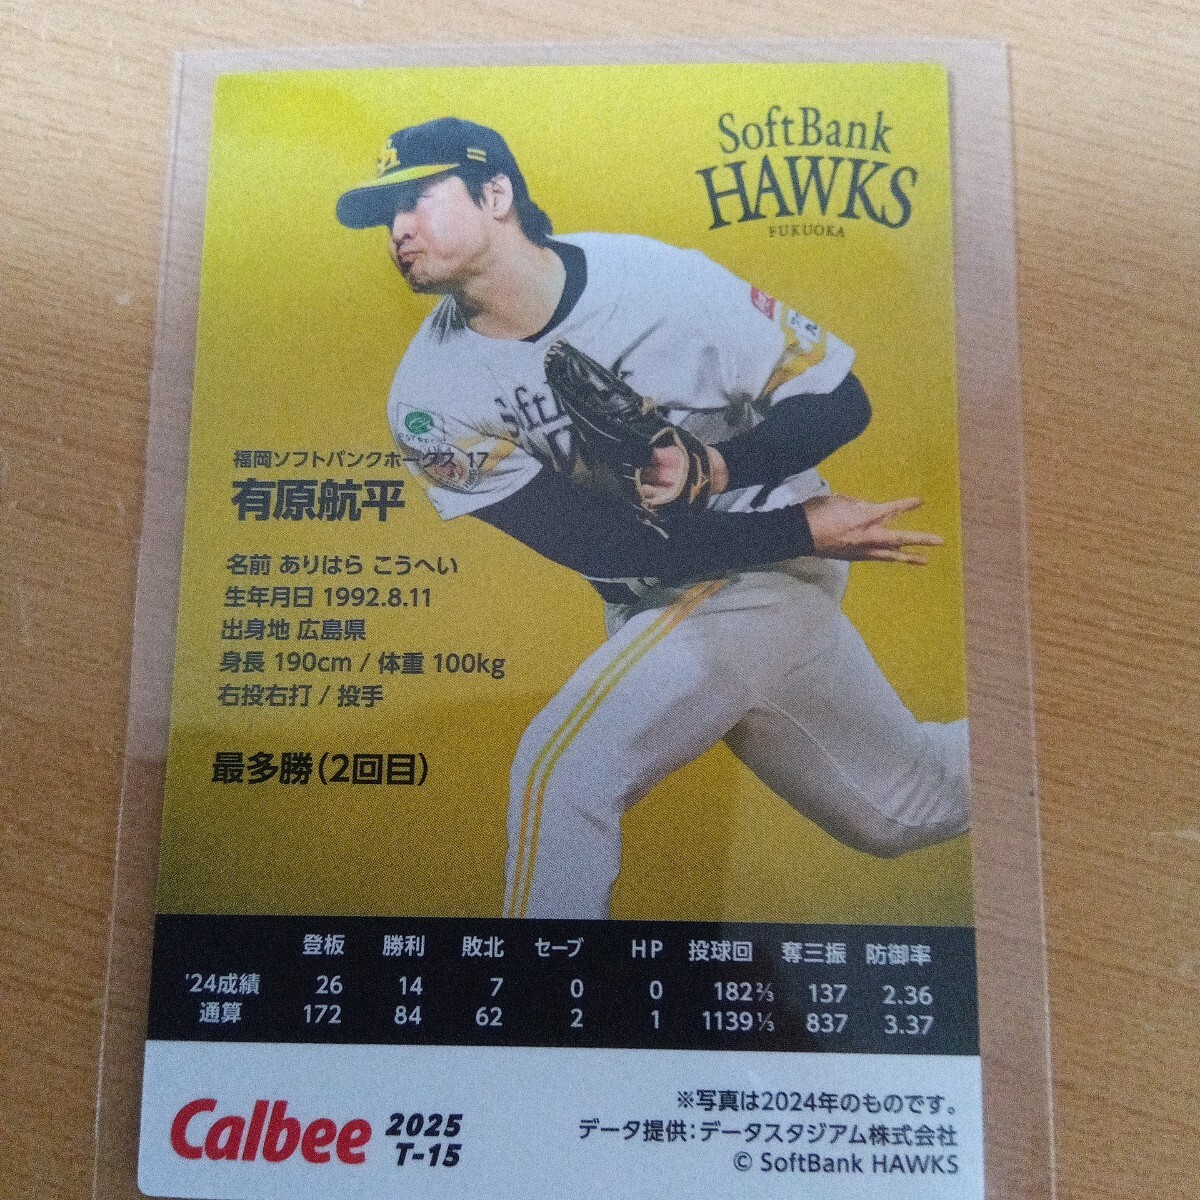 SoftBank
HAWKS
FUKUOKA
福岡ソフトバンクホークス 17
有原航平
名前 ありはら こうへい
生年月日 1992.8.11
出身地 広島県
身長 190cm / 体重 100kg
右投右打 / 投手
最多勝(2回目)
登板 勝利 敗北 セーブ HP 投球回 奪三振 防御率
'24成績 26 14 7 0 0 182⅔ 137 2.36
通算 172 84 62 2 1 1139⅓ 837 3.37
Calbee 2025
T-15
※写真は2024年のものです。
データ提供:データスタジアム株式会社
© SoftBank HAWKS